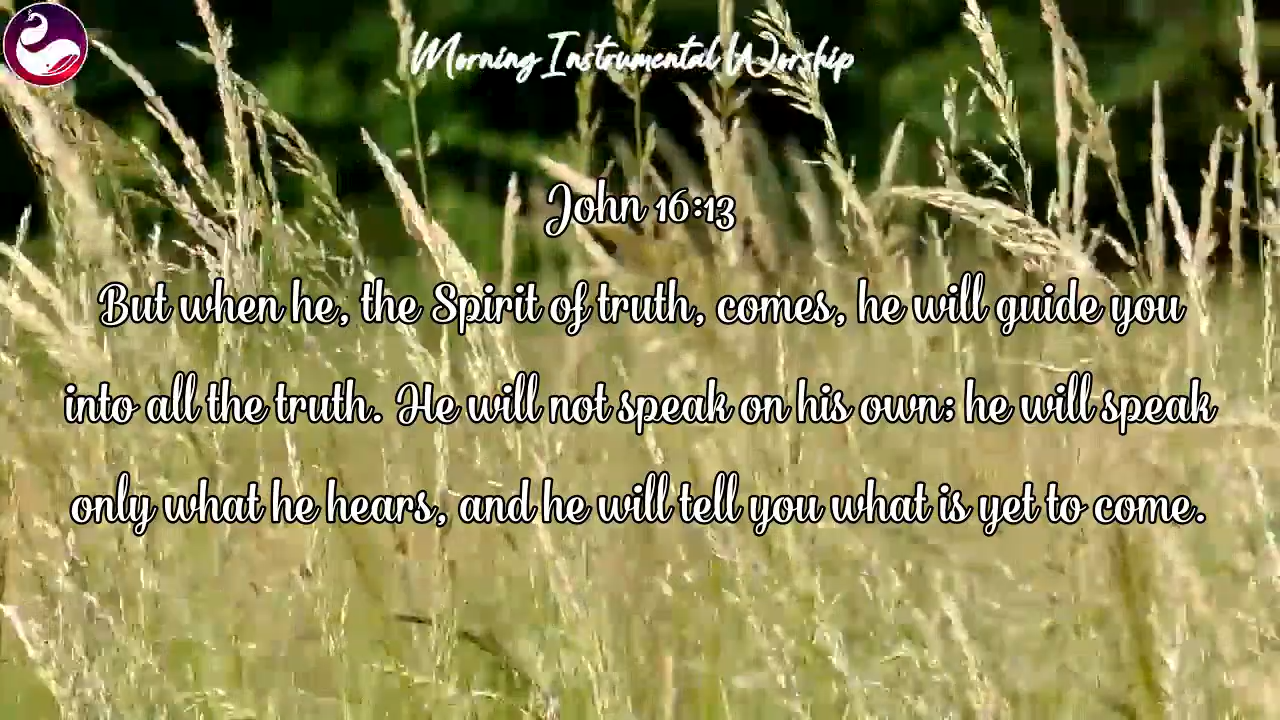 Morning Instrumental Worship
John 16:13
But when he, the Spirit of truth, comes, he will guide you
into all the truth. He will not speak on his own; he will speak
only what he hears, and he will tell you what is yet to come.